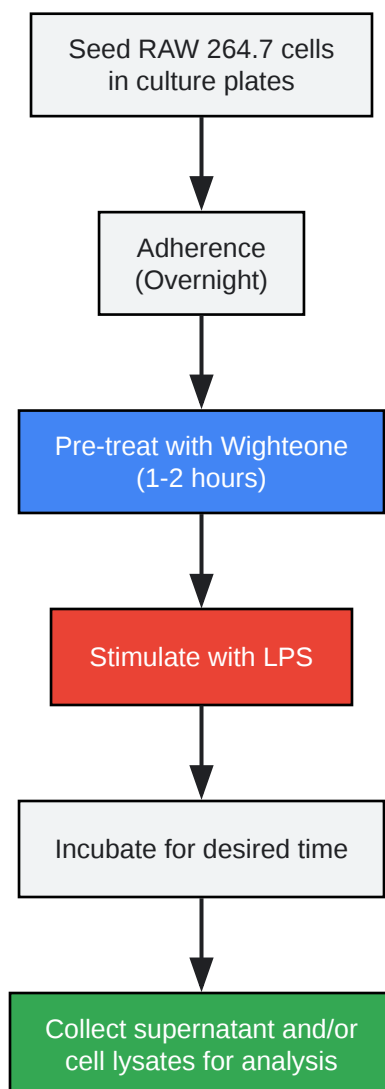 Seed RAW 264.7 cells
in culture plates
Adherence
(Overnight)
Pre-treat with Wighteone
(1-2 hours)
Stimulate with LPS
Incubate for desired time
Collect supernatant and/or
cell lysates for analysis